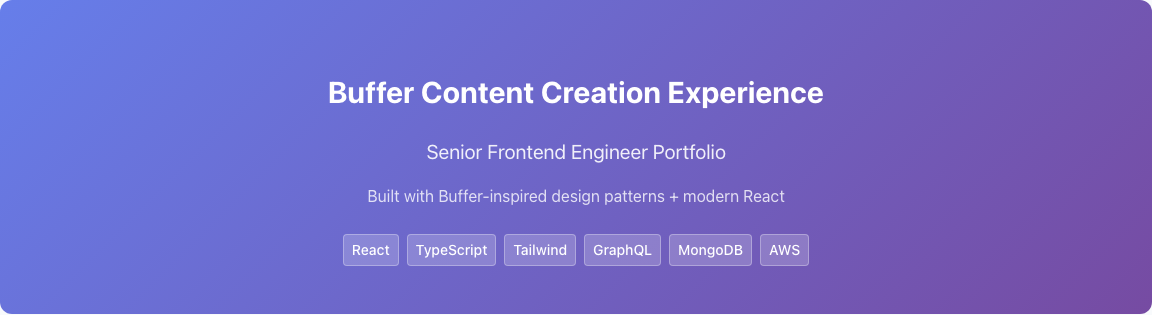 Buffer Content Creation Experience
Senior Frontend Engineer Portfolio
Built with Buffer-inspired design patterns + modern React
React TypeScript Tailwind GraphQL MongoDB AWS